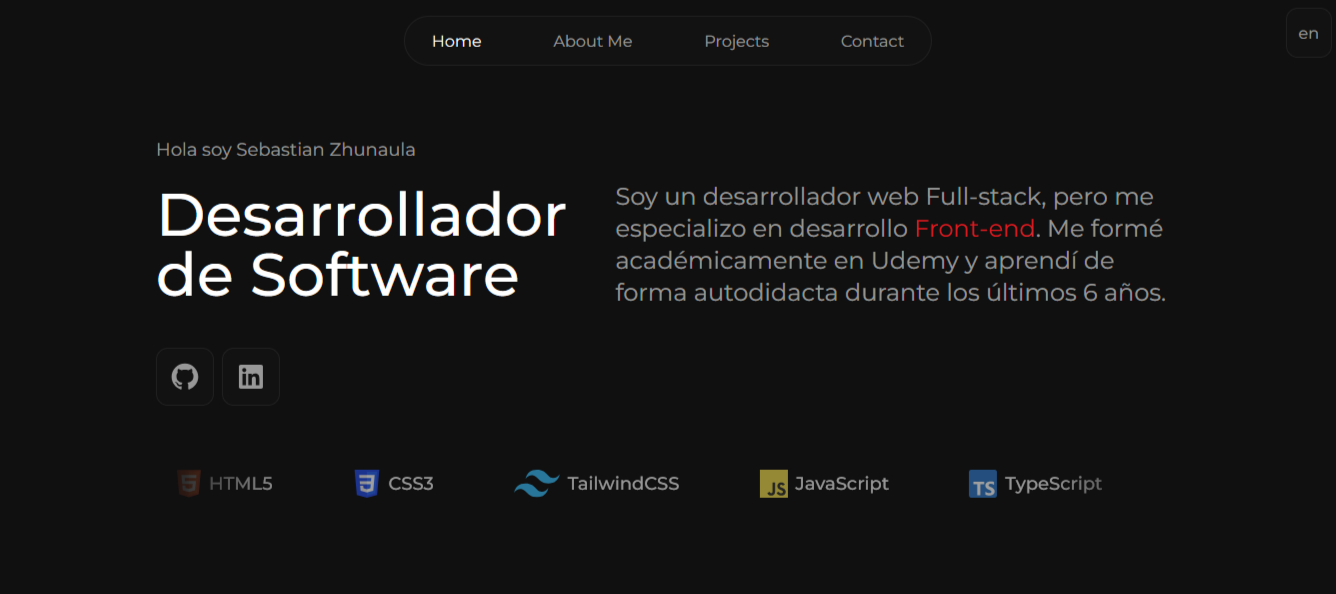 Home About Me Projects Contact
en
Hola soy Sebastian Zhunaula
Desarrollador
de Software
Soy un desarrollador web Full-stack, pero me
especializo en desarrollo Front-end. Me formé
académicamente en Udemy y aprendí de
forma autodidacta durante los últimos 6 años.
in
HTML5 CSS3 TailwindCSS JS JavaScript TS TypeScript